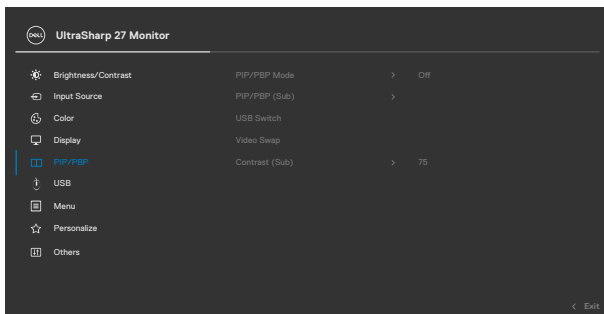 DELL UltraSharp 27 Monitor
Brightness/Contrast PIP/PBP Mode > Off
Input Source PIP/PBP (Sub) >
Color USB Switch
Display Video Swap
PIP/PBP Contrast (Sub) > 75
USB
Menu
Personalize
Others
< Exit